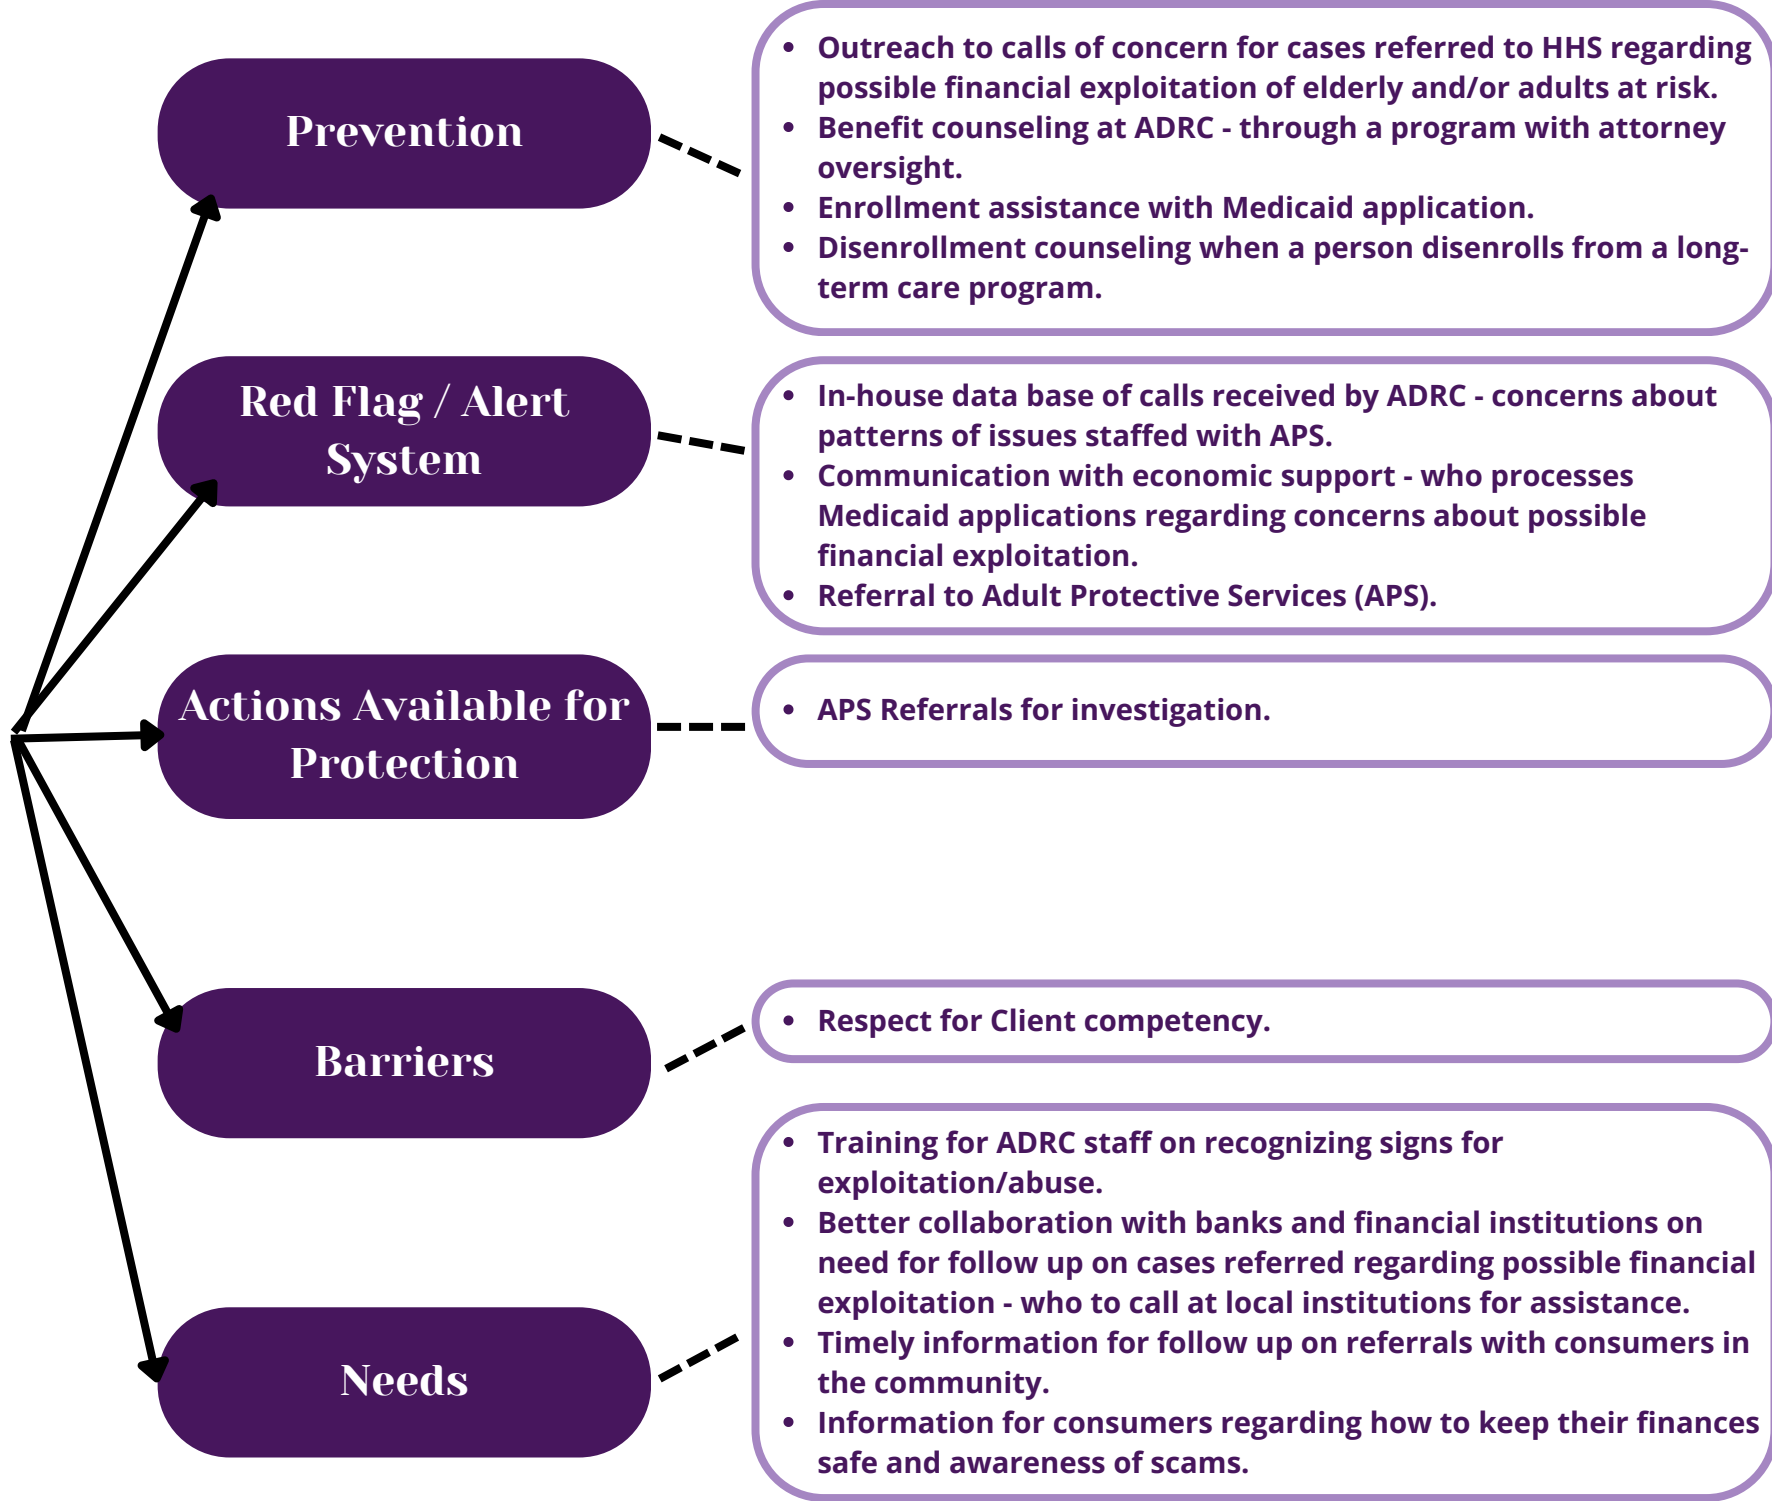 Prevention
• Outreach to calls of concern for cases referred to HHS regarding
possible financial exploitation of elderly and/or adults at risk.
• Benefit counseling at ADRC - through a program with attorney
oversight.
• Enrollment assistance with Medicaid application.
• Disenrollment counseling when a person disenrolls from a long-
term care program.
Red Flag / Alert
System
• In-house data base of calls received by ADRC - concerns about
patterns of issues staffed with APS.
• Communication with economic support - who processes
Medicaid applications regarding concerns about possible
financial exploitation.
• Referral to Adult Protective Services (APS).
Actions Available for
Protection
• APS Referrals for investigation.
Barriers
• Respect for Client competency.
Needs
• Training for ADRC staff on recognizing signs for
exploitation/abuse.
• Better collaboration with banks and financial institutions on
need for follow up on cases referred regarding possible financial
exploitation - who to call at local institutions for assistance.
• Timely information for follow up on referrals with consumers in
the community.
• Information for consumers regarding how to keep their finances
safe and awareness of scams.